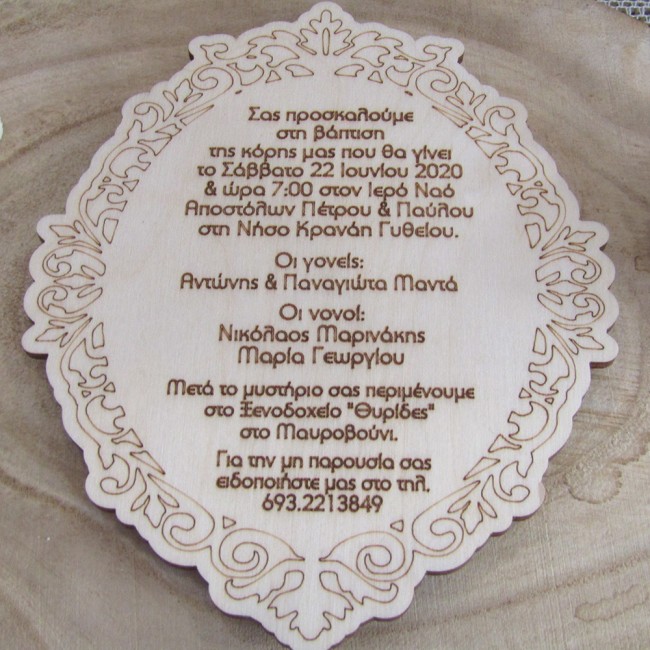 Σας προσκαλούμε
στη βάπτιση
της κόρης μας που θα γίνει
το Σάββατο 22 Ιουνίου 2020
& ώρα 7:00 στον Ιερό Ναό
Αποστόλων Πέτρου & Παύλου
στη Νήσο Κρανάη Γυθείου.
Οι γονείς:
Αντώνης & Παναγιώτα Μαντά
Οι νονοί:
Νικόλαος Μαρινάκης
Μαρία Γεωργίου
Μετά το μυστήριο σας περιμένουμε
στο Ξενοδοχείο "Θυρίδες"
στο Μαυροβούνι.
Για την μη παρουσία σας
ειδοποιήστε μας στο τηλ.
693.2213849